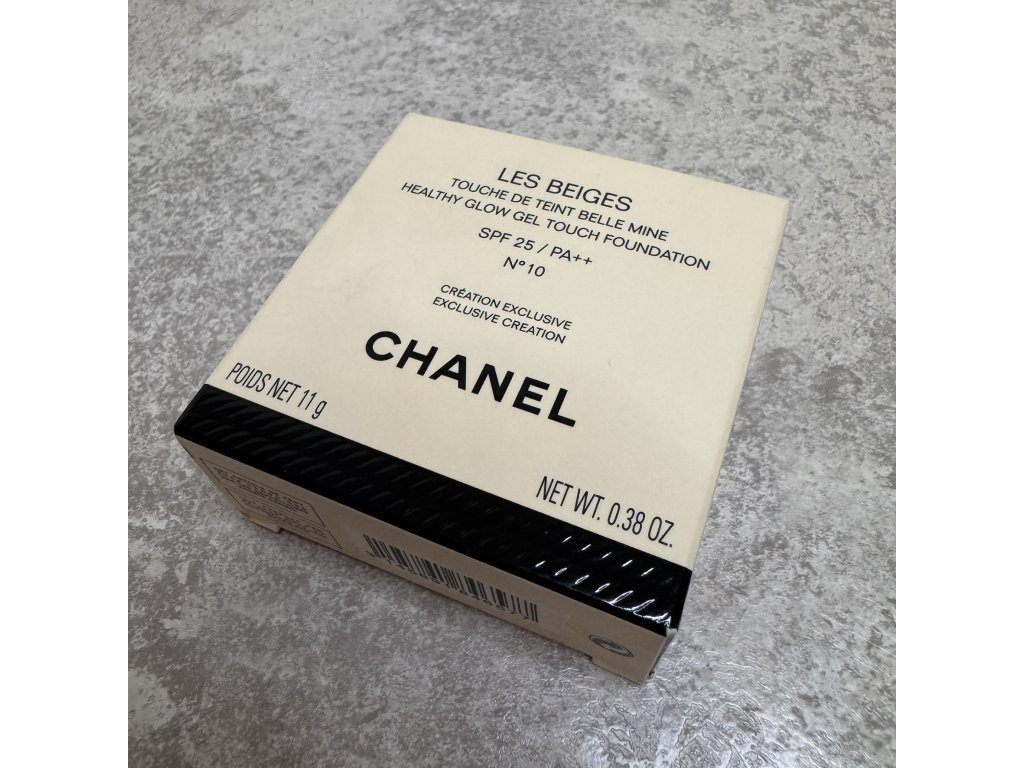 LES BEIGES
TOUCHE DE TEINT BELLE MINE
HEALTHY GLOW GEL TOUCH FOUNDATION
SPF 25 / PA++
N°10
CRÉATION EXCLUSIVE
EXCLUSIVE CREATION
CHANEL
POIDS NET 11 g
NET WT. 0.38 OZ.